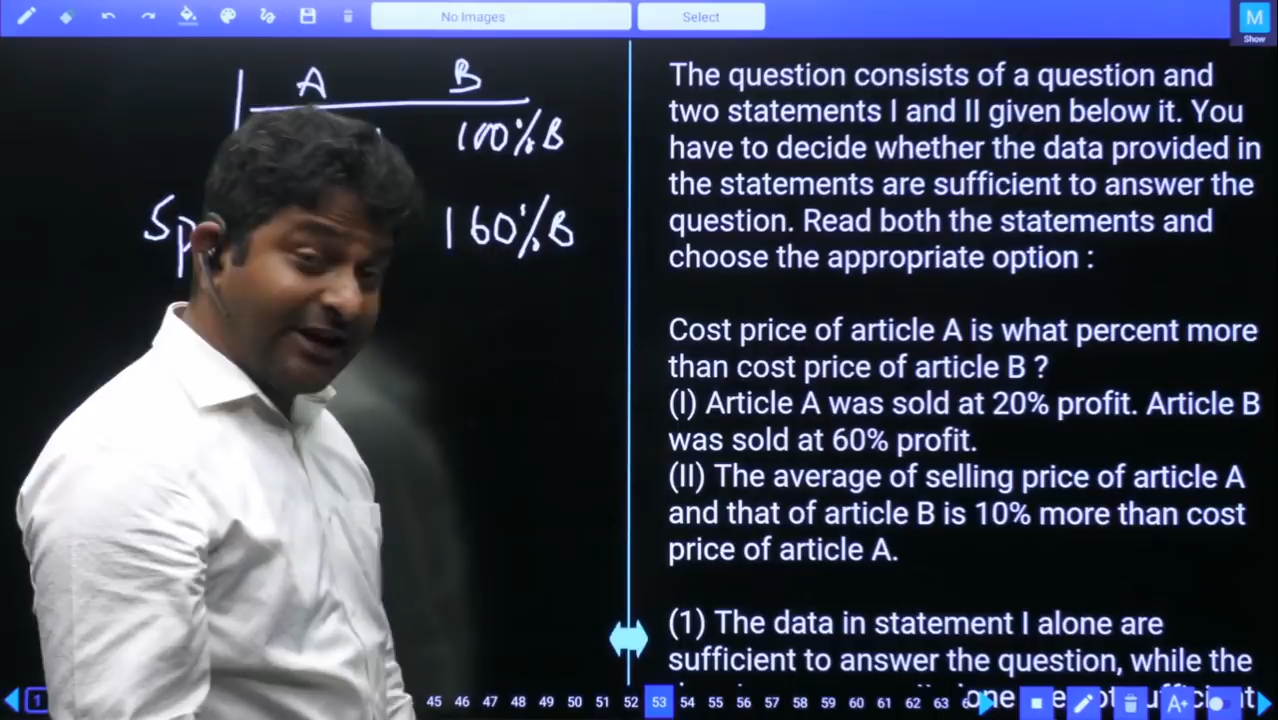 No Images
Select
M
Show
A B
100% B
Sp 160% B
The question consists of a question and
two statements I and II given below it. You
have to decide whether the data provided in
the statements are sufficient to answer the
question. Read both the statements and
choose the appropriate option :
Cost price of article A is what percent more
than cost price of article B ?
(I) Article A was sold at 20% profit. Article B
was sold at 60% profit.
(II) The average of selling price of article A
and that of article B is 10% more than cost
price of article A.
(1) The data in statement I alone are
sufficient to answer the question, while the
1 45 46 47 48 49 50 51 52 53 54 55 56 57 58 59 60 61 62 63 A+